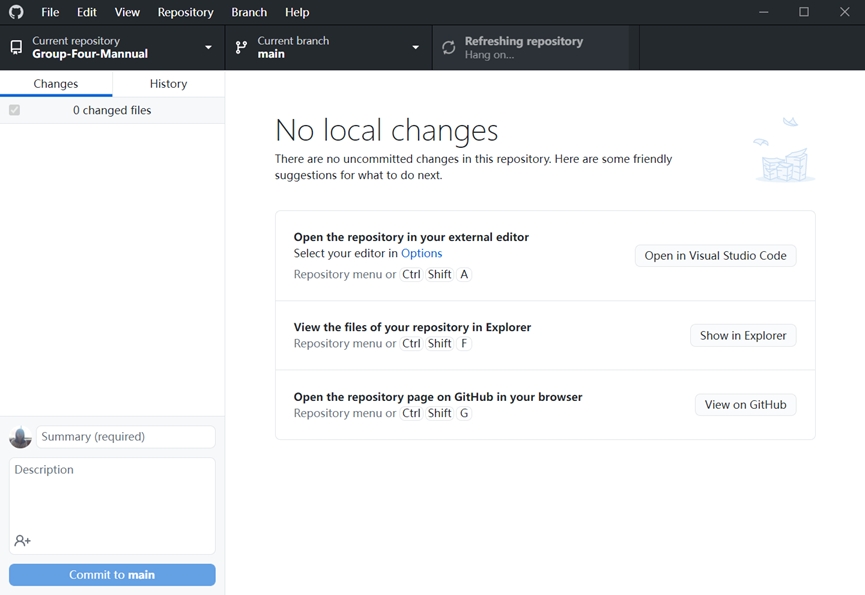 File Edit View Repository Branch Help
Current repository
Group-Four-Mannual
Current branch
main
Refreshing repository
Hang on...
Changes History
0 changed files
No local changes
There are no uncommitted changes in this repository. Here are some friendly
suggestions for what to do next.
Open the repository in your external editor
Select your editor in Options
Repository menu or Ctrl Shift A
Open in Visual Studio Code
View the files of your repository in Explorer
Repository menu or Ctrl Shift F
Show in Explorer
Open the repository page on GitHub in your browser
Repository menu or Ctrl Shift G
View on GitHub
Summary (required)
Description
Commit to main